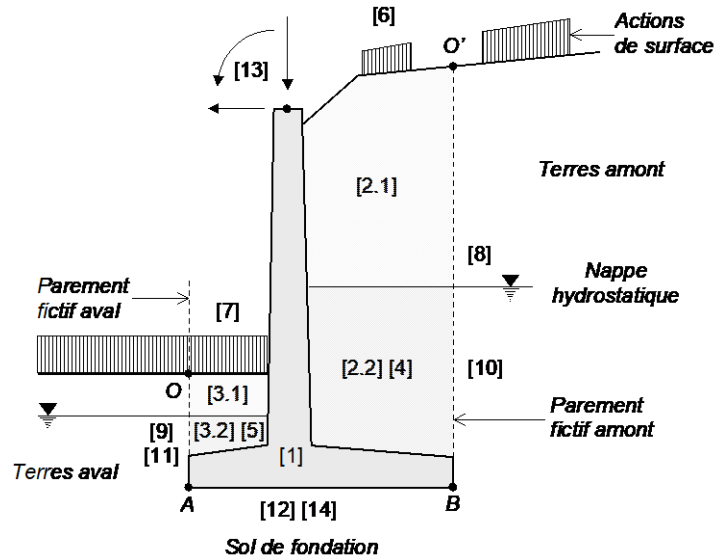 [6]
Actions
de surface
O'
[13]
[2.1]
Terres amont
[8]
Parement
fictif aval
Nappe
hydrostatique
[7]
[2.2] [4]
[10]
O
[3.1]
Parement
fictif amont
[9]
[3.2] [5]
[11]
[1]
Terres aval
A
[12] [14]
B
Sol de fondation